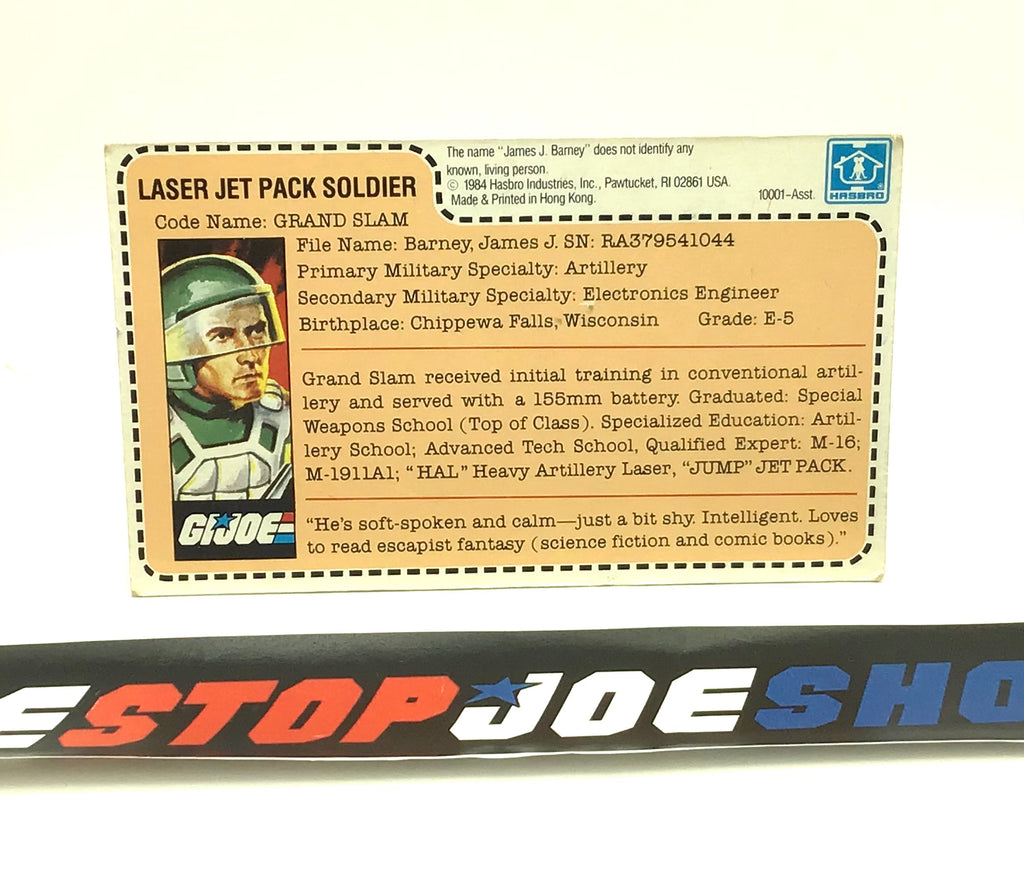 The name "James J. Barney" does not identify any
known, living person.
© 1984 Hasbro Industries, Inc., Pawtucket, RI 02861 USA.
Made & Printed in Hong Kong.
10001-Asst.
HASBRO
®
LASER JET PACK SOLDIER
Code Name: GRAND SLAM
File Name: Barney, James J. SN: RA379541044
Primary Military Specialty: Artillery
Secondary Military Specialty: Electronics Engineer
Birthplace: Chippewa Falls, Wisconsin Grade: E-5
Grand Slam received initial training in conventional artil-
lery and served with a 155mm battery. Graduated: Special
Weapons School (Top of Class). Specialized Education: Artil-
lery School; Advanced Tech School, Qualified Expert: M-16;
M-1911A1; "HAL" Heavy Artillery Laser, "JUMP" JET PACK.
GI JOE
"He's soft-spoken and calm—just a bit shy. Intelligent. Loves
to read escapist fantasy (science fiction and comic books)."
E STOP JOE SHO